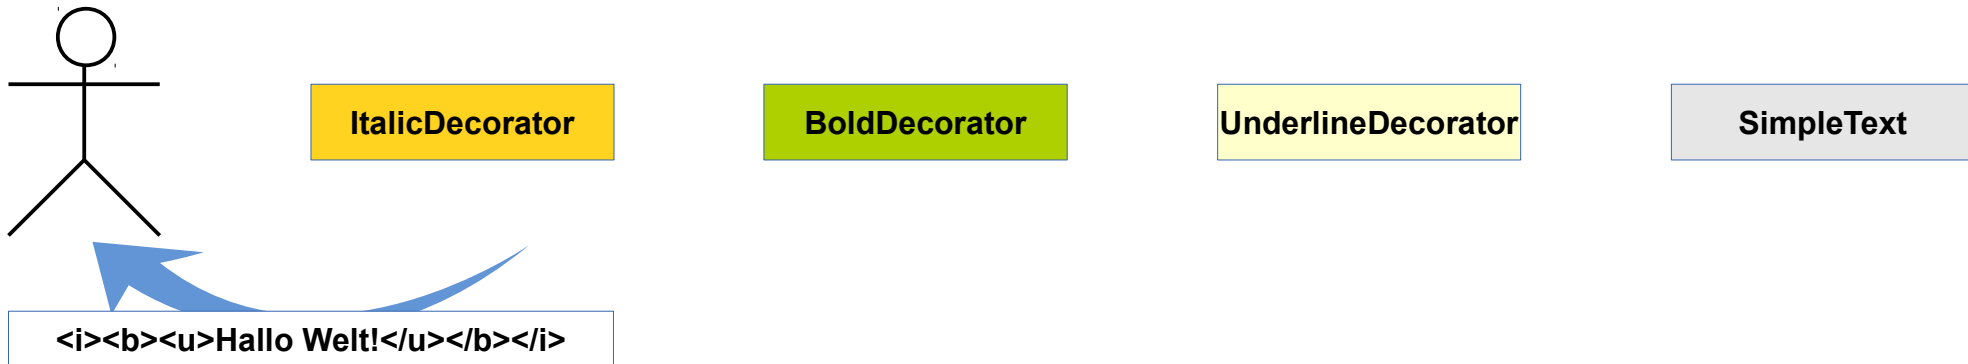 ItalicDecorator
BoldDecorator
UnderlineDecorator
SimpleText
<i><b><u>Hallo Welt!</u></b></i>